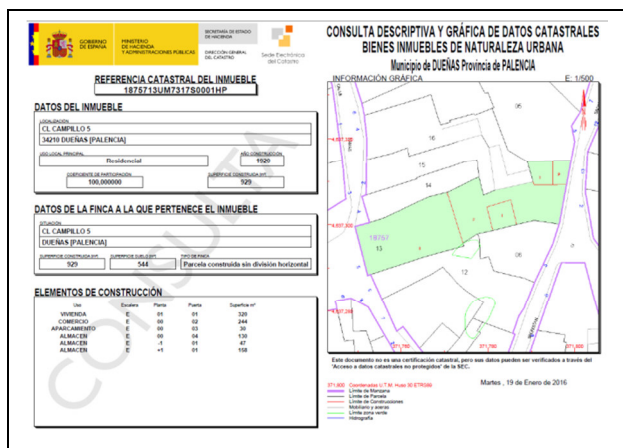 GOBIERNO
DE ESPAÑA
MINISTERIO
DE HACIENDA
Y ADMINISTRACIONES PÚBLICAS
SECRETARÍA DE ESTADO
DE HACIENDA
DIRECCIÓN GENERAL
DEL CATASTRO
Sede Electrónica
del Catastro
REFERENCIA CATASTRAL DEL INMUEBLE
1875713UM7317S0001HP
DATOS DEL INMUEBLE
LOCALIZACIÓN
CL CAMPILLO 5
34210 DUEÑAS [PALENCIA]
USO LOCAL PRINCIPAL
AÑO CONSTRUCCIÓN
Residencial
1920
COEFICIENTE DE PARTICIPACIÓN
SUPERFICIE CONSTRUIDA [M²]
100,000000
929
DATOS DE LA FINCA A LA QUE PERTENECE EL INMUEBLE
SITUACIÓN
CL CAMPILLO 5
DUEÑAS [PALENCIA]
SUPERFICIE CONSTRUIDA [M²]
SUPERFICIE SUELO [M²]
TIPO DE FINCA
929
544
Parcela construida sin división horizontal
ELEMENTOS DE CONSTRUCCIÓN
Uso Escalera Planta Puerta Superficie m²
VIVIENDA E 01 01 320
COMERCIO E 00 02 244
APARCAMIENTO E 00 03 30
ALMACEN E 00 04 130
ALMACEN E -1 01 47
ALMACEN E +1 01 158
CONSULTA
CONSULTA DESCRIPTIVA Y GRÁFICA DE DATOS CATASTRALES
BIENES INMUEBLES DE NATURALEZA URBANA
Municipio de DUEÑAS Provincia de PALENCIA
INFORMACIÓN GRÁFICA
E: 1/500
05
16
15
14
18757
13
12
Este documento no es una certificación catastral, pero sus datos pueden ser verificados a través del
'Acceso a datos catastrales no protegidos' de la SEC.
Martes , 19 de Enero de 2016
371,800 Coordenadas U.T.M. Huso 30 ETRS89
Límite de Manzana
Límite de Parcela
Límite de Construcciones
Mobiliario y aceras
Límite zona verde
Hidrografía